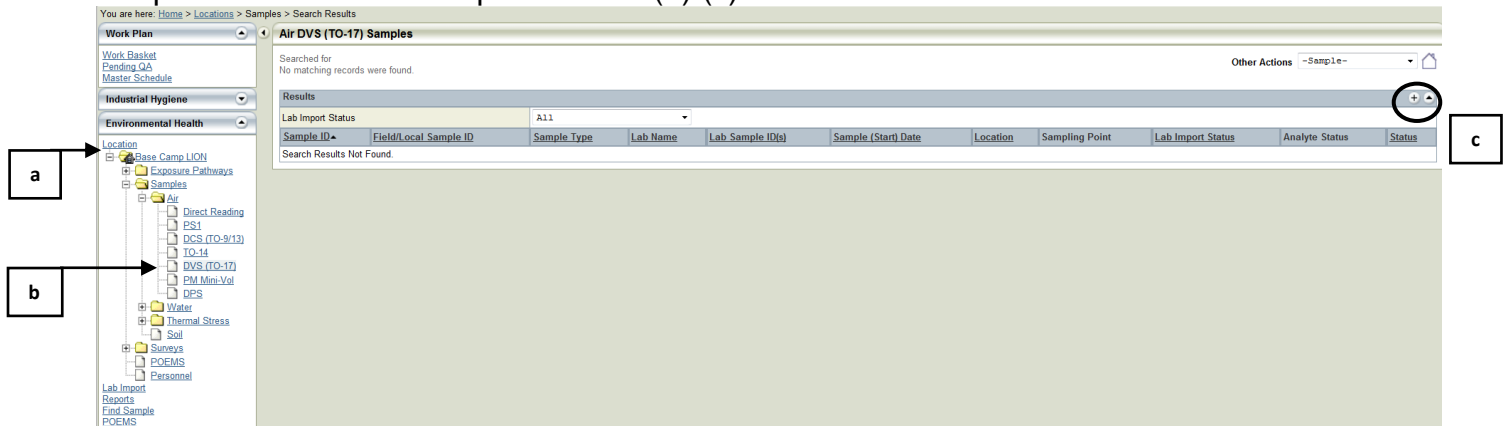 You are here: Home > Locations > Samples > Search Results
Work Plan
Work Basket
Pending QA
Master Schedule
Industrial Hygiene
Environmental Health
Location
Base Camp LION
Exposure Pathways
Samples
Air
Direct Reading
PS1
DCS (TO-9/13)
TO-14
DVS (TO-17)
PM Mini-Vol
DPS
Water
Thermal Stress
Soil
Surveys
POEMS
Personnel
Lab Import
Reports
Find Sample
POEMS
a
b
Air DVS (TO-17) Samples
Searched for
No matching records were found.
Other Actions -Sample-
Results
Lab Import Status All
Sample ID Field/Local Sample ID Sample Type Lab Name Lab Sample ID(s) Sample (Start) Date Location Sampling Point Lab Import Status Analyte Status Status
Search Results Not Found.
c